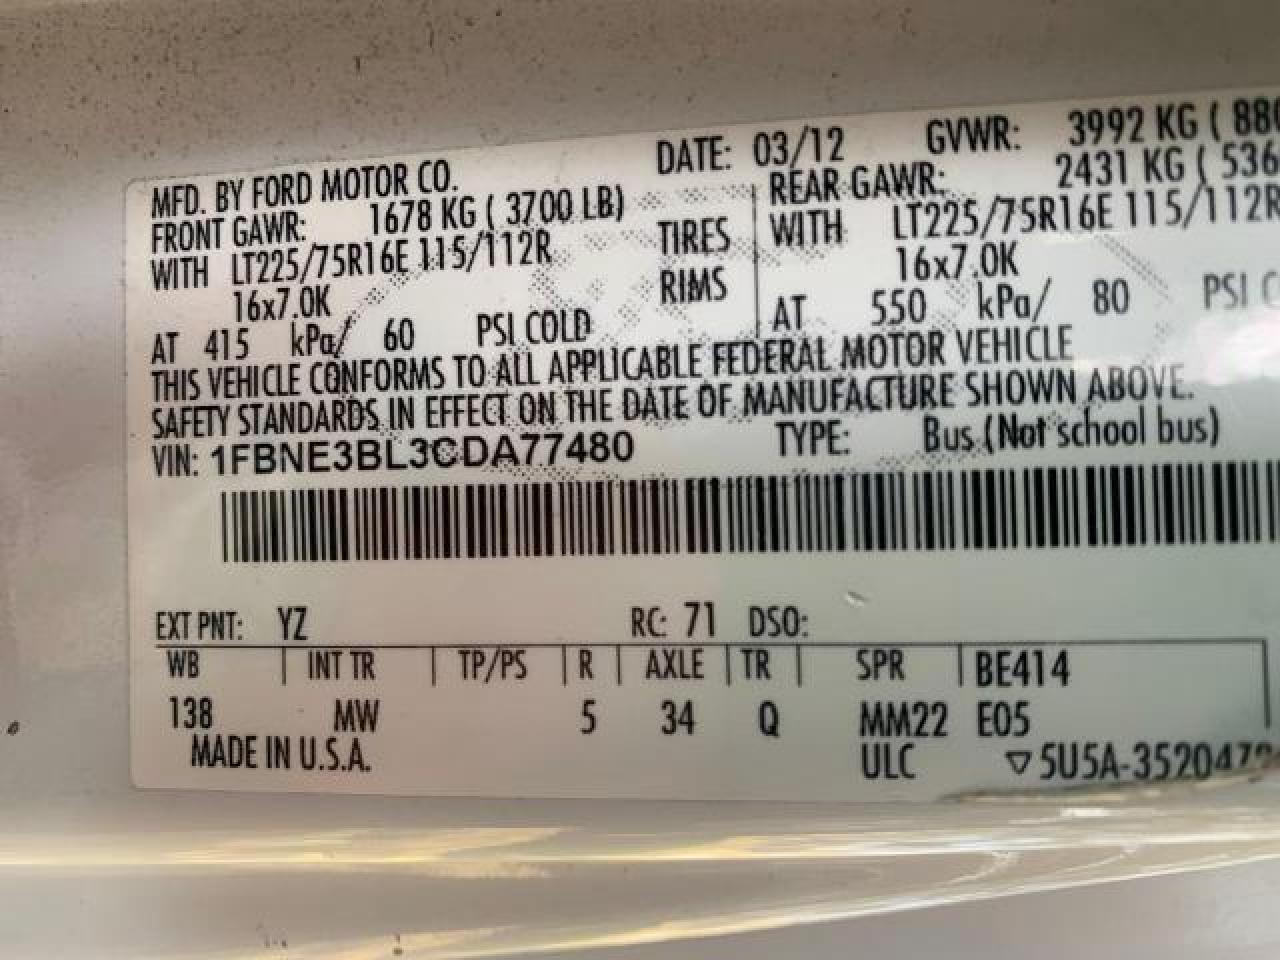 MFD. BY FORD MOTOR CO. DATE: 03/12 GVWR: 3992 KG ( 880
FRONT GAWR: 1678 KG ( 3700 LB) REAR GAWR: 2431 KG ( 536
WITH LT225/75R16E 115/112R TIRES WITH LT225/75R16E 115/112R
16x7.0K RIMS 16x7.0K
AT 415 kPa/ 60 PSI COLD AT 550 kPa/ 80 PSI C
THIS VEHICLE CONFORMS TO ALL APPLICABLE FEDERAL MOTOR VEHICLE
SAFETY STANDARDS IN EFFECT ON THE DATE OF MANUFACTURE SHOWN ABOVE.
VIN: 1FBNE3BL3CDA77480 TYPE: Bus (Not school bus)
EXT PNT: YZ RC: 71 DSO:
WB INT TR TP/PS R AXLE TR SPR BE414
138 MW 5 34 Q MM22 E05
MADE IN U.S.A. ULC ▽5U5A-3520472